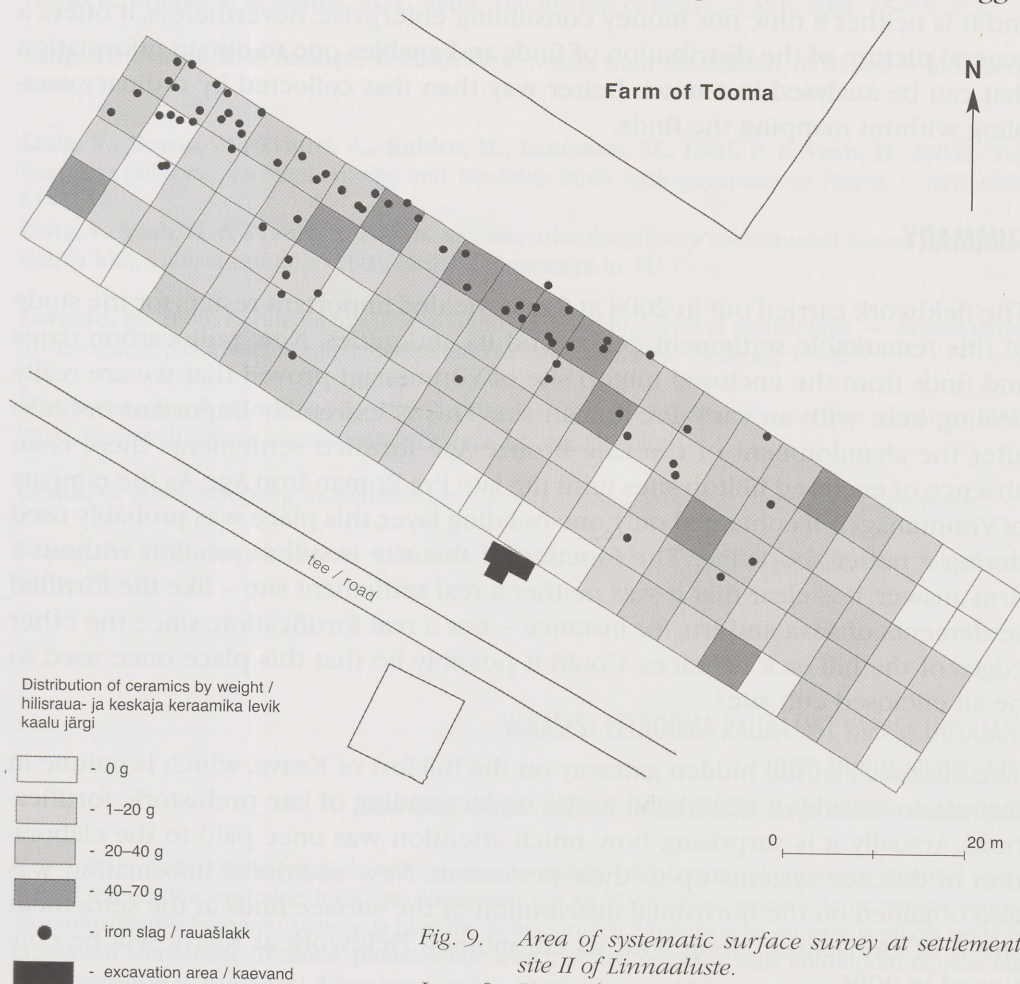 Farm of Tooma
N
tee / road
Distribution of ceramics by weight /
hilisraua- ja keskaja keraamika levik
kaalu järgi
- 0 g
- 1–20 g
- 20–40 g
- 40–70 g
- iron slag / rauašlakk
- excavation area / kaevand
0 20 m
Fig. 9. Area of systematic surface survey at settlement
site II of Linnaaluste.